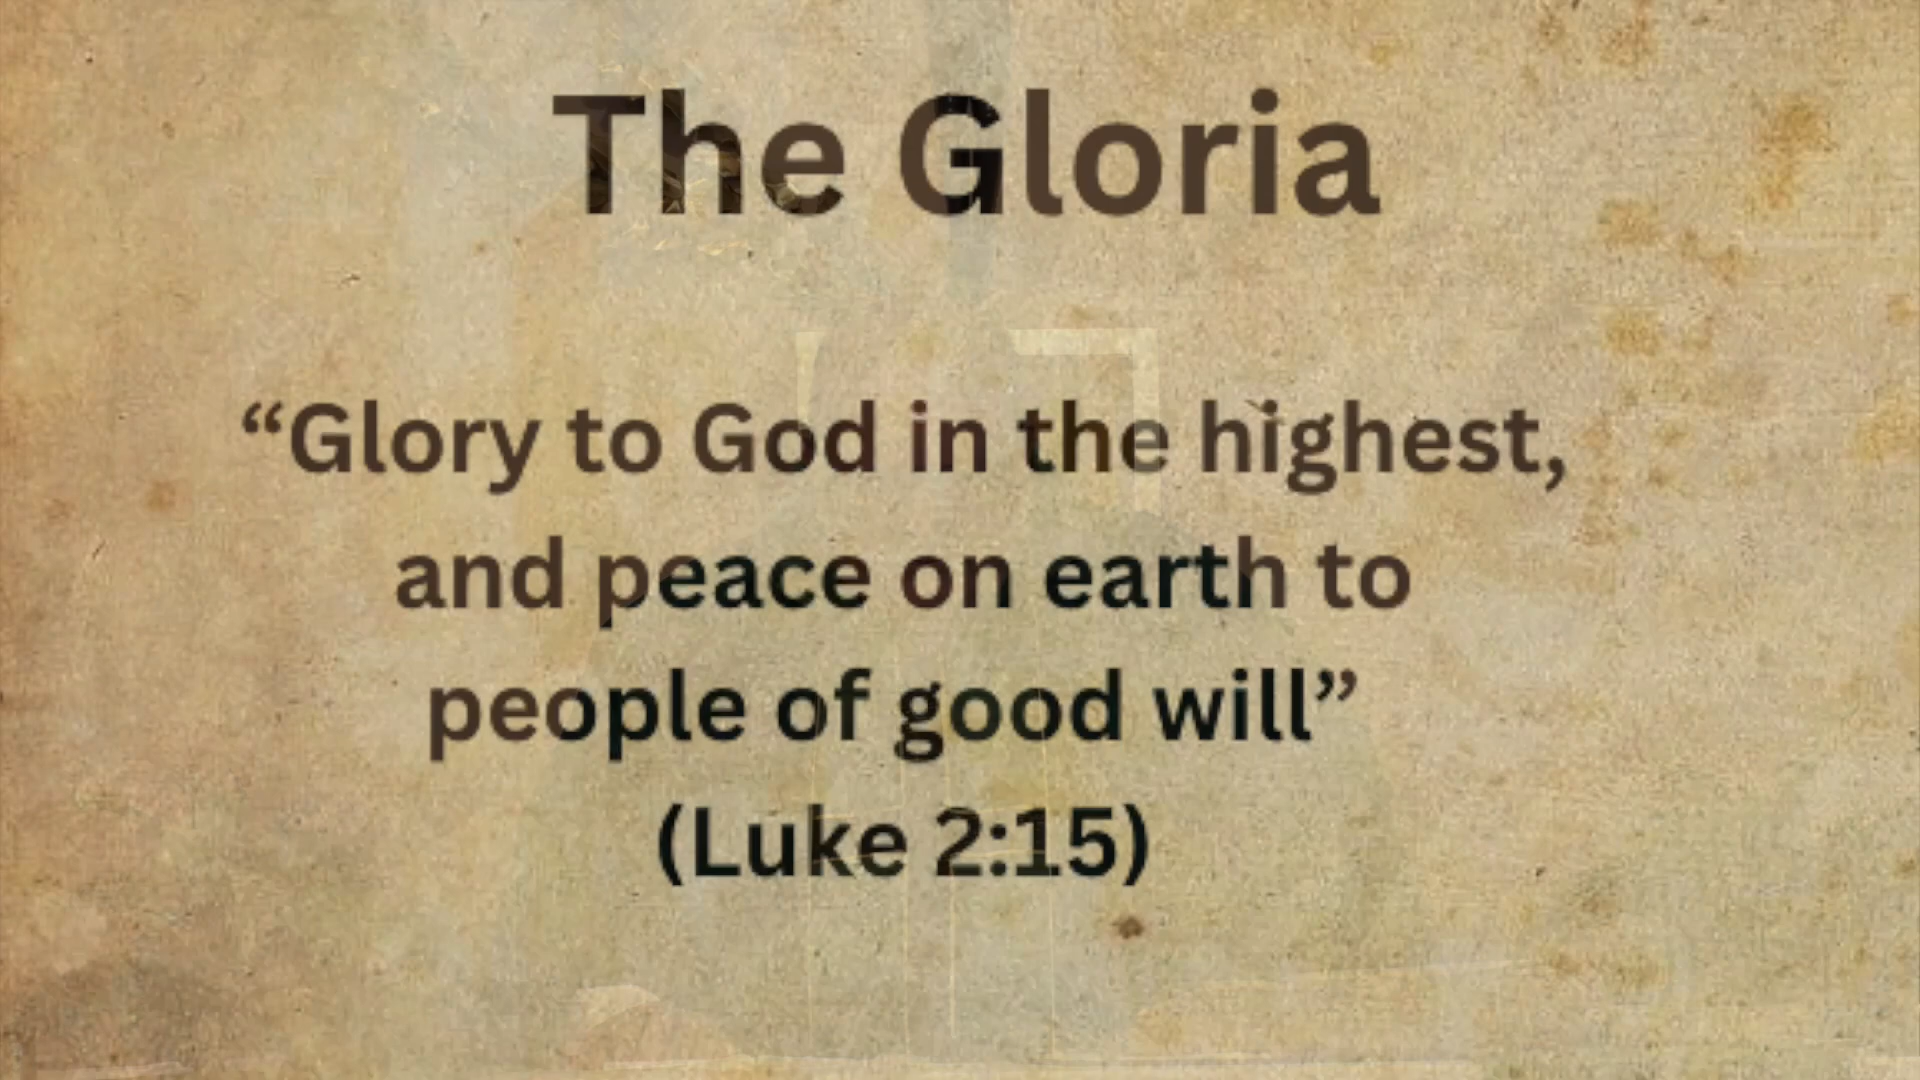 The Gloria
“Glory to God in the highest,
and peace on earth to
people of good will”
(Luke 2:15)